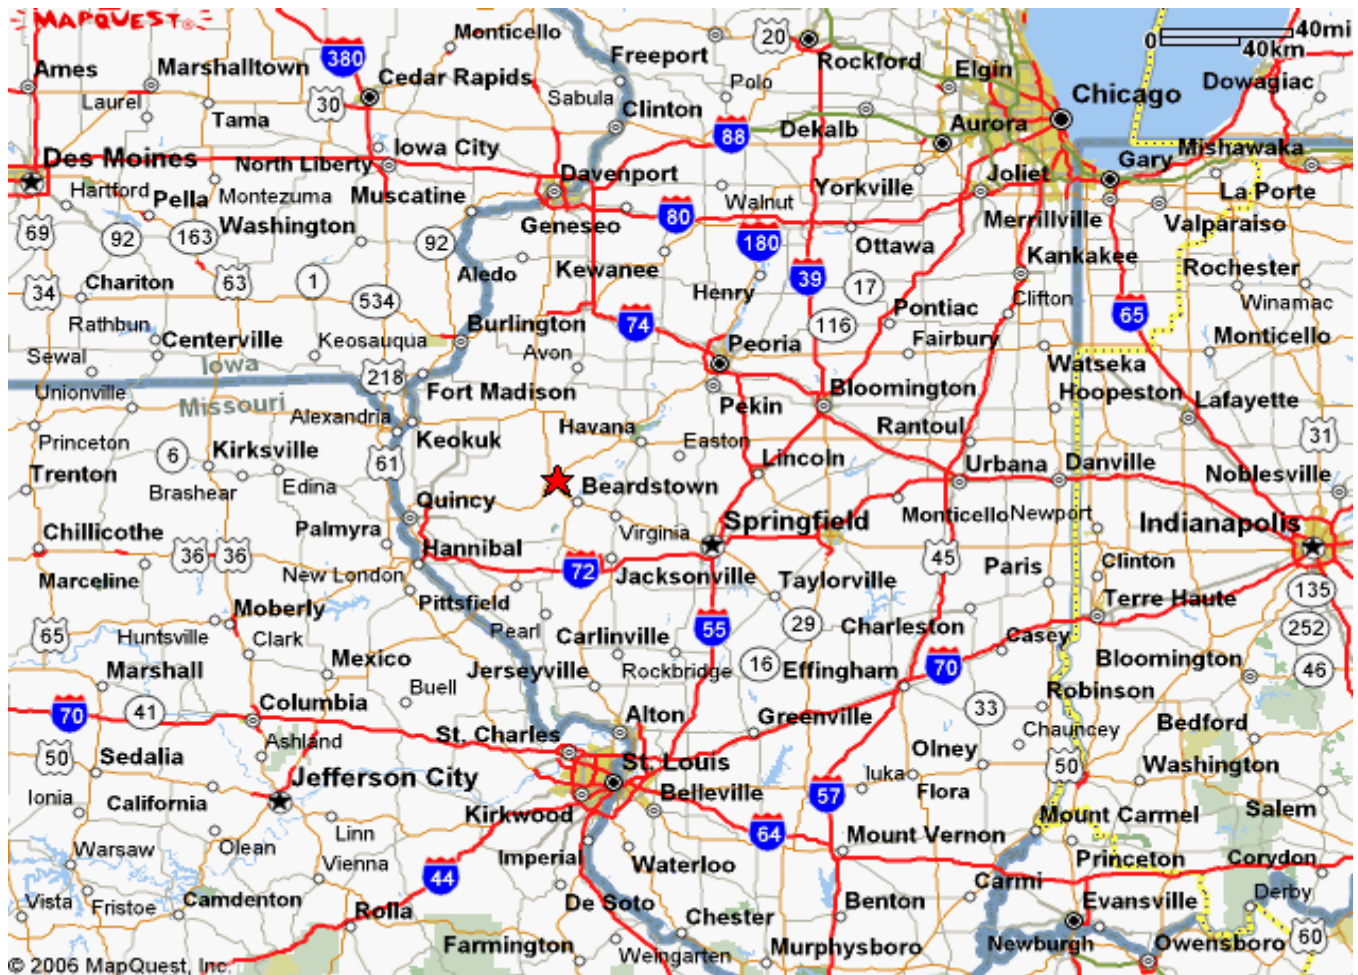 MAPQUEST
Monticello
380
Freeport
20
Rockford
0
40mi
40km
Ames
Marshalltown
Cedar Rapids
Polo
Elgin
Dowagiac
Laurel
30
Sabula
Clinton
Chicago
Tama
88
Dekalb
Aurora
Iowa City
Des Moines
North Liberty
Davenport
Gary
Mishawaka
Hartford
Pella
Montezuma
Muscatine
Walnut
Yorkville
Joliet
La Porte
69
92
163
Washington
92
Geneseo
80
180
Ottawa
Merrillville
Valparaiso
Kankakee
34
Chariton
63
1
534
Aledo
Kewanee
Henry
39
17
Clifton
65
Rochester
Winamac
Rathbun
Centerville
Keosauqua
Burlington
74
116
Pontiac
Monticello
Sewal
Iowa
Avon
Peoria
Fairbury
Watseka
Unionville
Missouri
218
Fort Madison
Pekin
Bloomington
Hoopeston
Lafayette
Alexandria
Keokuk
Havana
Easton
Rantoul
31
Princeton
6
Kirksville
61
Lincoln
Urbana
Danville
Noblesville
Trenton
Brashear
Edina
Quincy
Beardstown
Chillicothe
Palmyra
Virginia
Springfield
Monticello
Newport
Indianapolis
36
36
Hannibal
45
Marceline
New London
72
Jacksonville
Taylorville
Paris
Clinton
135
Moberly
Pittsfield
Terre Haute
65
Huntsville
Clark
Pearl
Carlinville
55
29
Charleston
Casey
252
Marshall
Mexico
Jerseyville
Rockbridge
16
Effingham
70
Bloomington
46
70
41
Columbia
Buell
Alton
Greenville
33
Robinson
Chauncey
Bedford
50
Sedalia
Ashland
St. Charles
St. Louis
Olney
50
Washington
Ionia
California
Jefferson City
Kirkwood
Belleville
57
Iuka
Flora
Salem
Linn
64
Mount Vernon
Mount Carmel
Warsaw
Olean
Vienna
44
Imperial
Waterloo
Princeton
Corydon
Vista
Fristoe
Camdenton
Rolla
De Soto
Chester
Benton
Carmi
Evansville
Derby
© 2006 MapQuest, Inc.
Farmington
Weingarten
Murphysboro
Newburgh
Owensboro
60